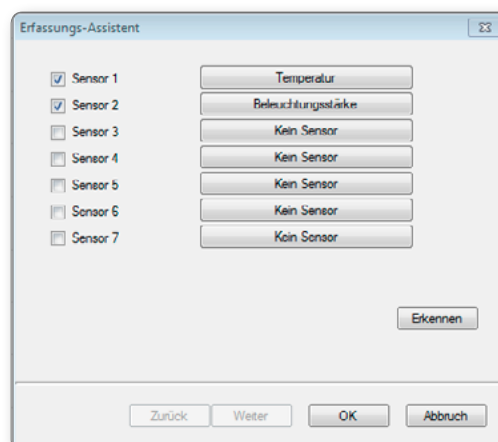 Erfassungs-Assistent
Sensor 1 Temperatur
Sensor 2 Beleuchtungsstärke
Sensor 3 Kein Sensor
Sensor 4 Kein Sensor
Sensor 5 Kein Sensor
Sensor 6 Kein Sensor
Sensor 7 Kein Sensor
Erkennen
Zurück Weiter OK Abbruch